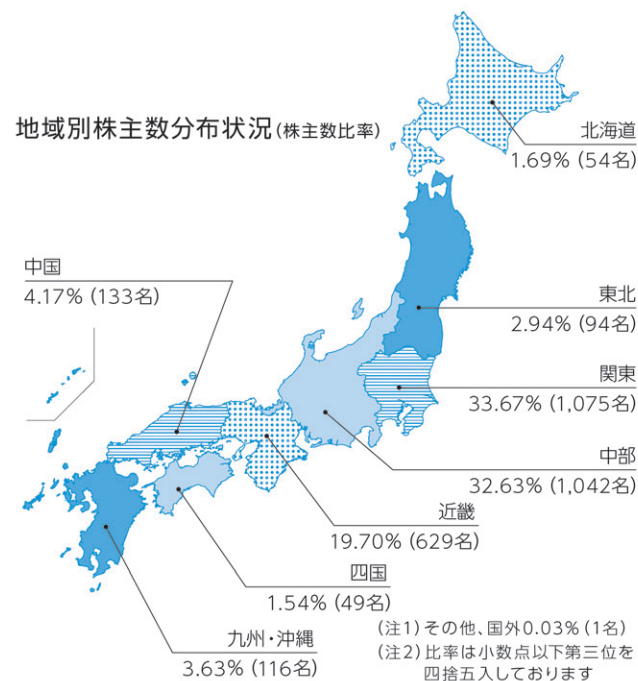 地域別株主数分布状況(株主数比率)
北海道
1.69% (54名)
中国
4.17% (133名)
東北
2.94% (94名)
関東
33.67% (1,075名)
中部
32.63% (1,042名)
近畿
19.70% (629名)
四国
1.54% (49名)
九州・沖縄
3.63% (116名)
(注1) その他、国外0.03% (1名)
(注2) 比率は小数点以下第三位を
四捨五入しております